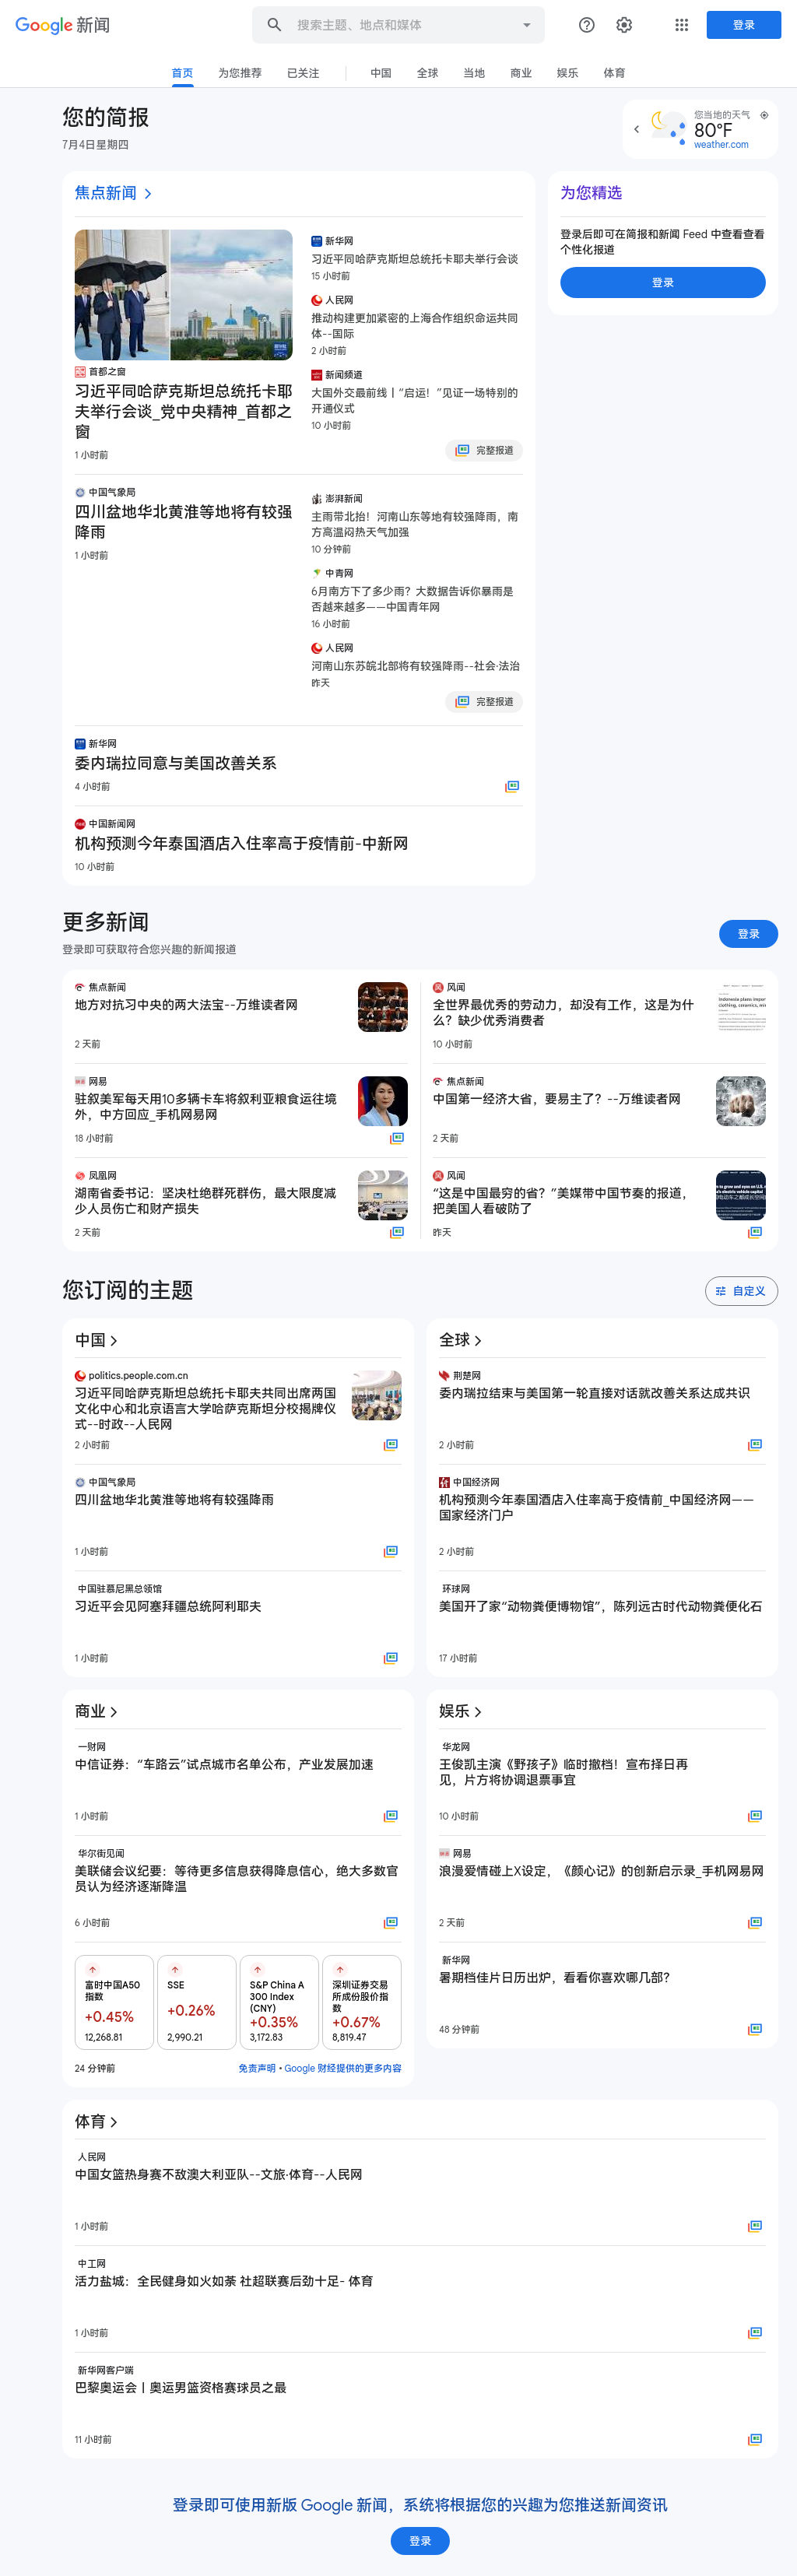 Google 新闻
搜索主题、地点和媒体
登录
首页
为您推荐
已关注
中国
全球
当地
商业
娱乐
体育
您的简报
7月4日星期四
您当地的天气
80°F
weather.com
焦点新闻
首都之窗
习近平同哈萨克斯坦总统托卡耶
夫举行会谈_党中央精神_首都之
窗
1 小时前
新华网
习近平同哈萨克斯坦总统托卡耶夫举行会谈
15 小时前
人民网
推动构建更加紧密的上海合作组织命运共同
体--国际
2 小时前
新闻频道
大国外交最前线丨“启运！”见证一场特别的
开通仪式
10 小时前
完整报道
中国气象局
四川盆地华北黄淮等地将有较强
降雨
1 小时前
澎湃新闻
主雨带北抬！河南山东等地有较强降雨，南
方高温闷热天气加强
10 分钟前
中青网
6月南方下了多少雨？大数据告诉你暴雨是
否越来越多——中国青年网
16 小时前
人民网
河南山东苏皖北部将有较强降雨--社会·法治
昨天
完整报道
新华网
委内瑞拉同意与美国改善关系
4 小时前
中国新闻网
机构预测今年泰国酒店入住率高于疫情前-中新网
10 小时前
为您精选
登录后即可在简报和新闻 Feed 中查看查看
个性化报道
登录
更多新闻
登录即可获取符合您兴趣的新闻报道
登录
焦点新闻
地方对抗习中央的两大法宝--万维读者网
2 天前
网易
驻叙美军每天用10多辆卡车将叙利亚粮食运往境
外，中方回应_手机网易网
18 小时前
凤凰网
湖南省委书记：坚决杜绝群死群伤，最大限度减
少人员伤亡和财产损失
2 天前
风闻
全世界最优秀的劳动力，却没有工作，这是为什
么？缺少优秀消费者
10 小时前
焦点新闻
中国第一经济大省，要易主了？--万维读者网
2 天前
风闻
“这是中国最穷的省？”美媒带中国节奏的报道，
把美国人看破防了
昨天
您订阅的主题
自定义
中国
politics.people.com.cn
习近平同哈萨克斯坦总统托卡耶夫共同出席两国
文化中心和北京语言大学哈萨克斯坦分校揭牌仪
式--时政--人民网
2 小时前
中国气象局
四川盆地华北黄淮等地将有较强降雨
1 小时前
中国驻慕尼黑总领馆
习近平会见阿塞拜疆总统阿利耶夫
1 小时前
全球
荆楚网
委内瑞拉结束与美国第一轮直接对话就改善关系达成共识
2 小时前
中国经济网
机构预测今年泰国酒店入住率高于疫情前_中国经济网——
国家经济门户
2 小时前
环球网
美国开了家“动物粪便博物馆”，陈列远古时代动物粪便化石
17 小时前
商业
一财网
中信证券：“车路云”试点城市名单公布，产业发展加速
1 小时前
华尔街见闻
美联储会议纪要：等待更多信息获得降息信心，绝大多数官
员认为经济逐渐降温
6 小时前
富时中国A50
指数
+0.45%
12,268.81
SSE
+0.26%
2,990.21
S&P China A
300 Index
(CNY)
+0.35%
3,172.83
深圳证券交易
所成份股价指
数
+0.67%
8,819.47
24 分钟前
免责声明 • Google 财经提供的更多内容
娱乐
华龙网
王俊凯主演《野孩子》临时撤档！宣布择日再
见，片方将协调退票事宜
10 小时前
网易
浪漫爱情碰上X设定，《颜心记》的创新启示录_手机网易网
2 天前
新华网
暑期档佳片日历出炉，看看你喜欢哪几部？
48 分钟前
体育
人民网
中国女篮热身赛不敌澳大利亚队--文旅·体育--人民网
1 小时前
中工网
活力盐城：全民健身如火如荼 社超联赛后劲十足- 体育
1 小时前
新华网客户端
巴黎奥运会丨奥运男篮资格赛球员之最
11 小时前
登录即可使用新版 Google 新闻，系统将根据您的兴趣为您推送新闻资讯
登录